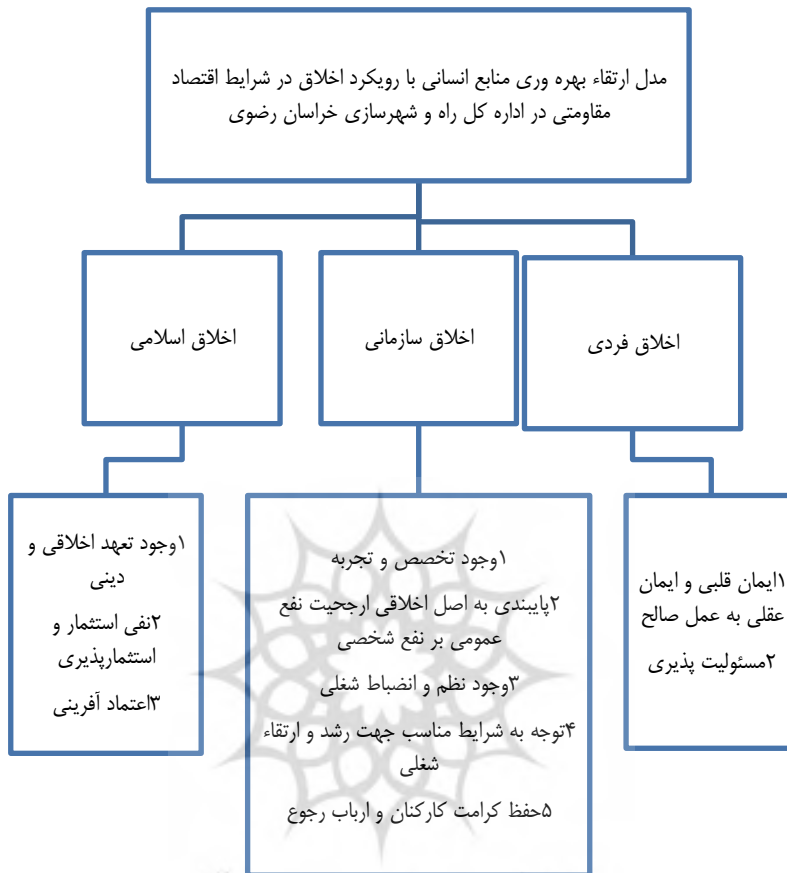 مدل ارتقاء بهره وری منابع انسانی با رویکرد اخلاق در شرایط اقتصاد
مقاومتی در اداره کل راه و شهرسازی خراسان رضوی
اخلاق فردی
اخلاق سازمانی
اخلاق اسلامی
۱ایمان قلبی و ایمان
عقلی به عمل صالح
۲مسئولیت پذیری
۱وجود تخصص و تجربه
۲پایبندی به اصل اخلاقی ارجحیت نفع
عمومی بر نفع شخصی
۳وجود نظم و انضباط شغلی
۴توجه به شرایط مناسب جهت رشد و ارتقاء
شغلی
۵حفظ کرامت کارکنان و ارباب رجوع
۱وجود تعهد اخلاقی و
دینی
۲نفی استثمار و
استثمارپذیری
۳اعتماد آفرینی